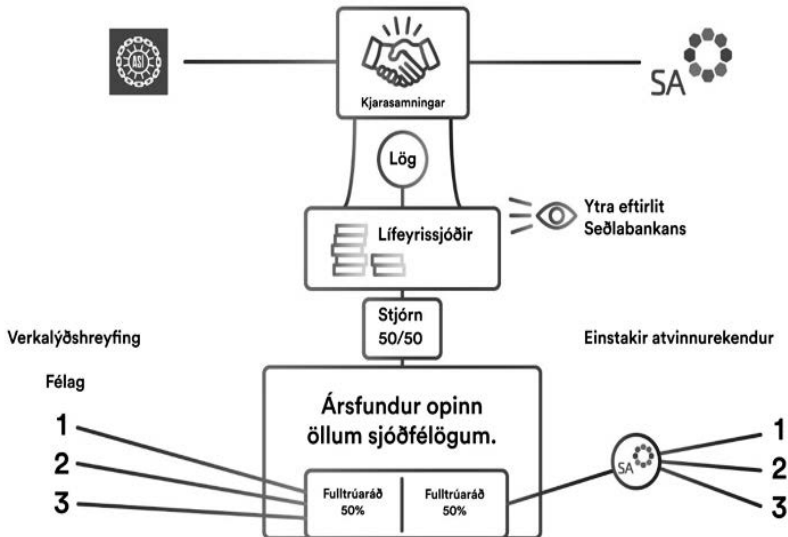 ASÍ
Kjarasamningar
SA
Lög
Lífeyrissjóðir
Ytra eftirlit
Seðlabankans
Stjórn
50/50
Verkalýðshreyfing
Einstakir atvinnurekendur
Félag
1
2
3
Ársfundur opinn
öllum sjóðfélögum.
Fulltrúaráð
50%
Fulltrúaráð
50%
SA
1
2
3